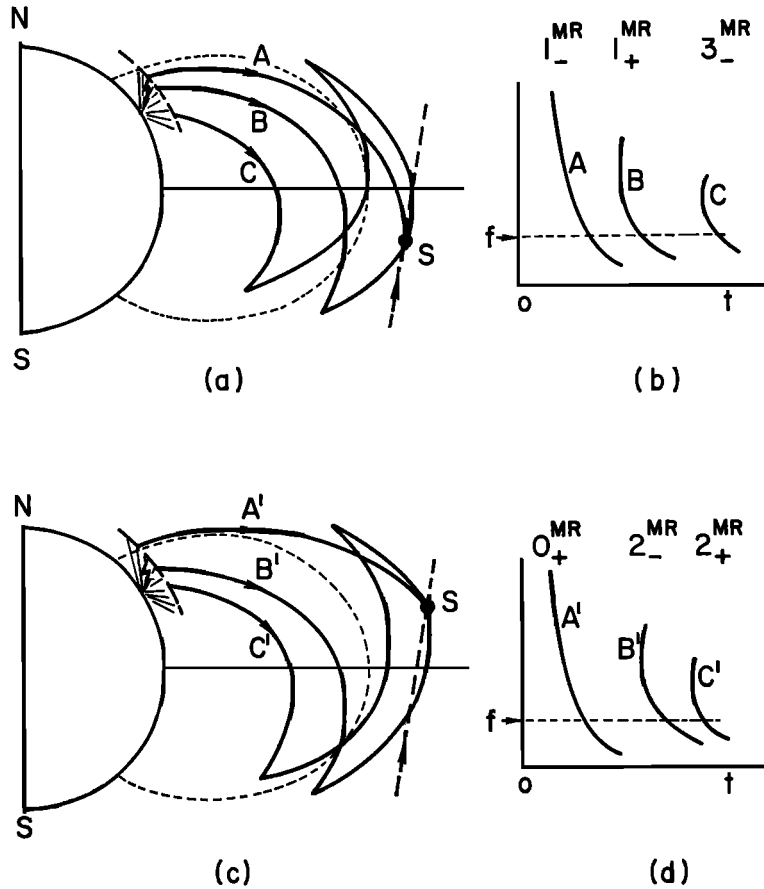 N
A
B
C
S
S
(a)
1₋ᴹᴿ 1₊ᴹᴿ 3₋ᴹᴿ
A
B
C
f
o
t
(b)
N
A'
B'
C'
S
S
(c)
0₊ᴹᴿ 2₋ᴹᴿ 2₊ᴹᴿ
A'
B'
C'
f
o
t
(d)